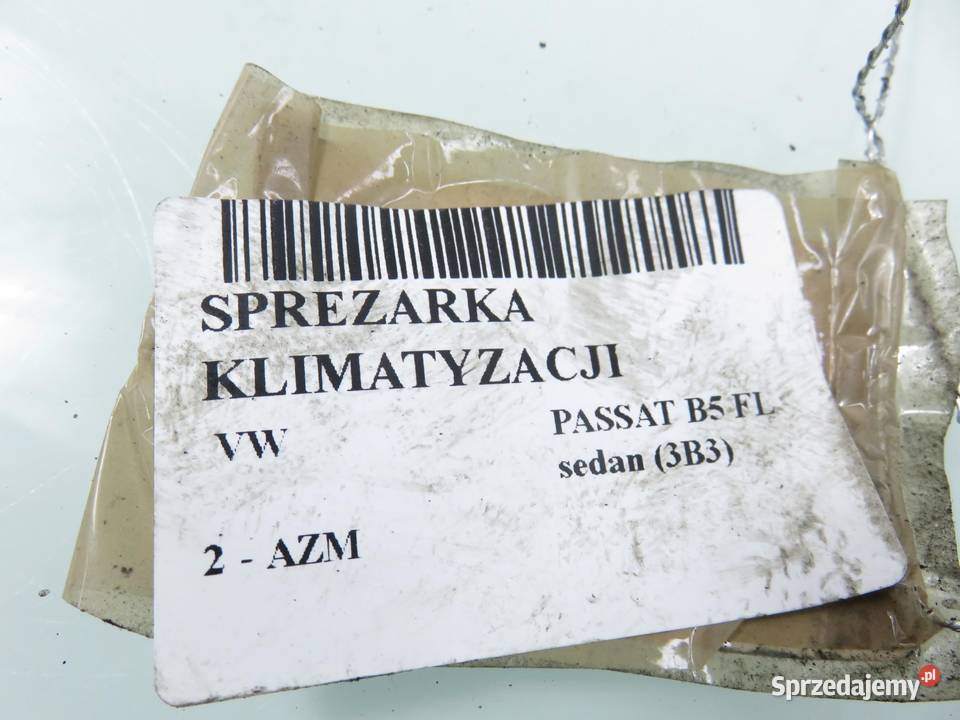 SPREZARKA
KLIMATYZACJI
VW
PASSAT B5 FL
sedan (3B3)
2 - AZM
Sprzedajemy.pl